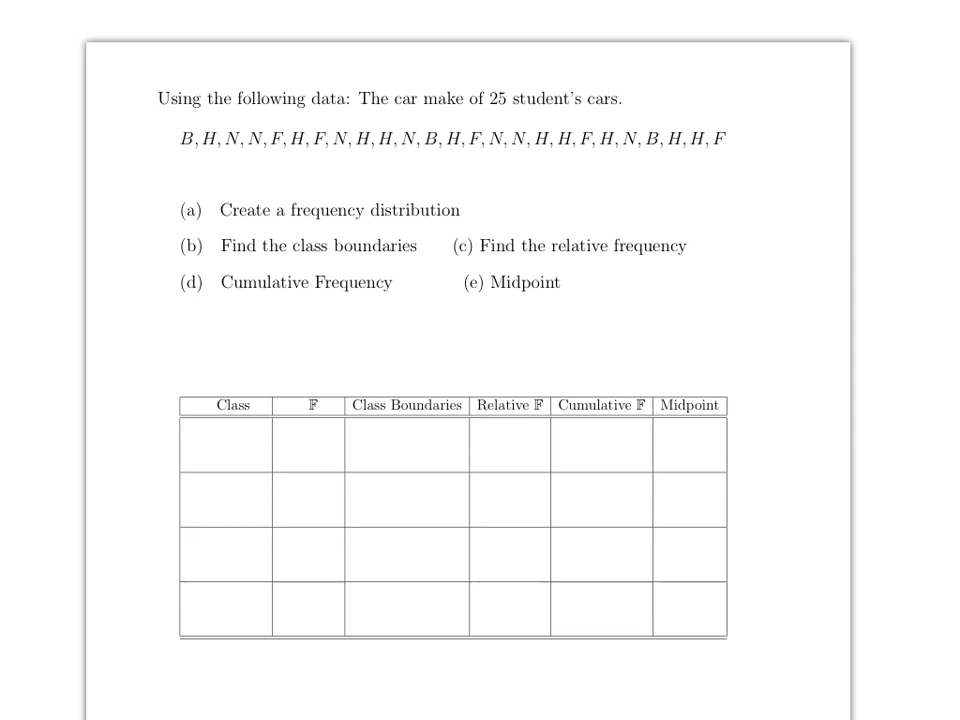 Using the following data: The car make of 25 student's cars.
B, H, N, N, F, H, F, N, H, H, N, B, H, F, N, N, H, H, F, H, N, B, H, H, F
(a) Create a frequency distribution
(b) Find the class boundaries (c) Find the relative frequency
(d) Cumulative Frequency (e) Midpoint
Class 𝔽 Class Boundaries Relative 𝔽 Cumulative 𝔽 Midpoint